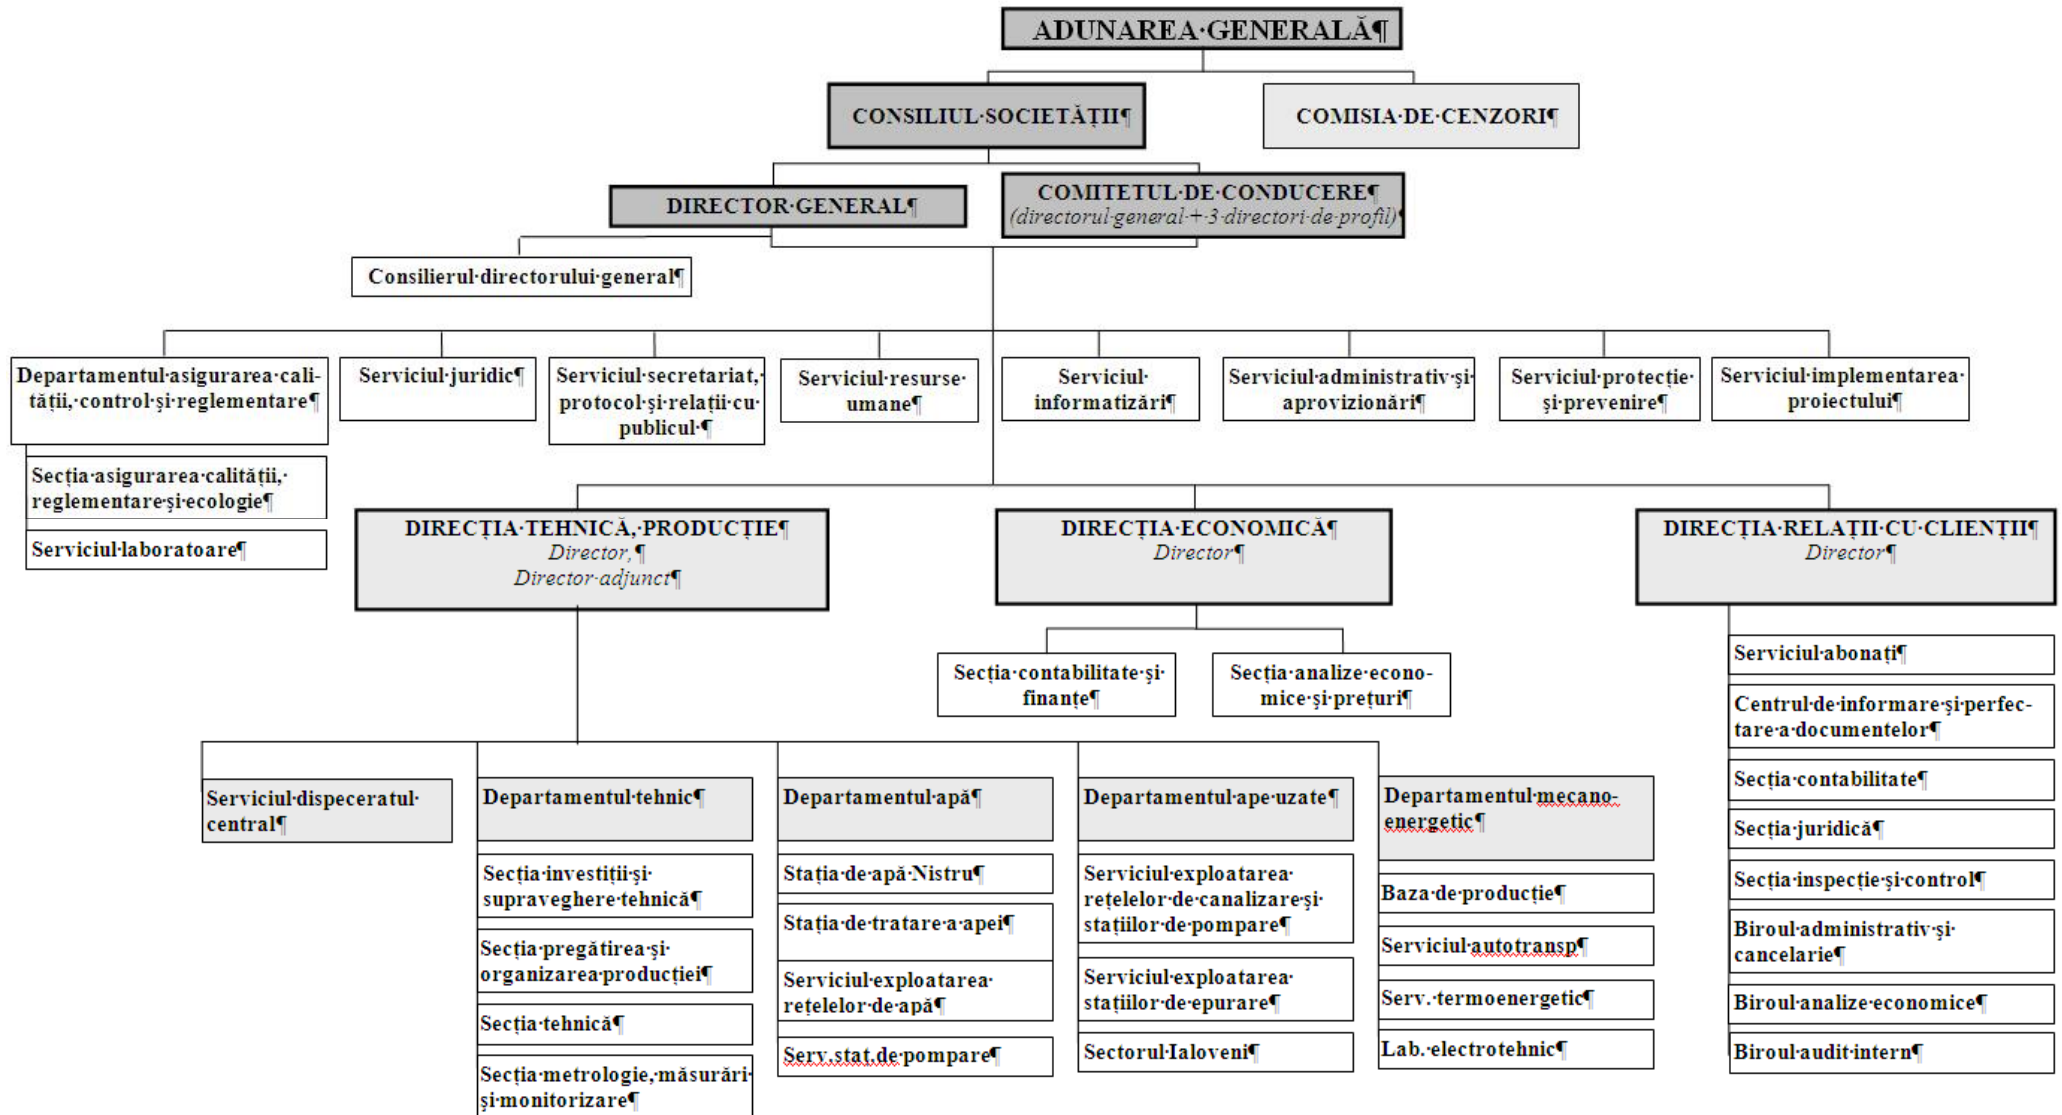 ADUNAREA·GENERALĂ¶
CONSILIUL·SOCIETĂȚII¶
COMISIA·DE·CENZORI¶
DIRECTOR·GENERAL¶
COMITETUL·DE·CONDUCERE¶
(directorul·general·+·3·directori·de·profil)¶
Consilierul·directorului·general¶
Departamentul·asigurarea·cali-
tății,·control·și·reglementare¶
Serviciul·juridic¶
Serviciul·secretariat,·
protocol·și·relații·cu·
publicul·¶
Serviciul·resurse·
umane¶
Serviciul·
informatizări¶
Serviciul·administrativ·și·
aprovizionări¶
Serviciul·protecție·
și·prevenire¶
Serviciul·implementarea·
proiectului¶
Secția·asigurarea·calității,·
reglementare·și·ecologie¶
Serviciul·laboratoare¶
DIRECȚIA·TEHNICĂ,·PRODUCȚIE¶
Director,¶
Director·adjunct¶
DIRECȚIA·ECONOMICĂ¶
Director¶
DIRECȚIA·RELAȚII·CU·CLIENȚII¶
Director¶
Secția·contabilitate·și·
finanțe¶
Secția·analize·econo-
mice·și·prețuri¶
Serviciul·dispeceratul·
central¶
Departamentul·tehnic¶
Secția·investiții·și·
supraveghere·tehnică¶
Secția·pregătirea·și·
organizarea·producției¶
Secția·tehnică¶
Secția·metrologie,·măsurări·
și·monitorizare¶
Departamentul·apă¶
Stația·de·apă·Nistru¶
Stația·de·tratare·a·apei¶
Serviciul·exploatarea·
rețelelor·de·apă¶
Serv.stat.de·pompare¶
Departamentul·ape·uzate¶
Serviciul·exploatarea·
rețelelor·de·canalizare·și·
stațiilor·de·pompare¶
Serviciul·exploatarea·
stațiilor·de·epurare¶
Sectorul·Ialoveni¶
Departamentul·mecano-
energetic¶
Baza·de·producție¶
Serviciul·autotransp¶
Serv.·termoenergetic¶
Lab.·electrotehnic¶
Serviciul·abonați¶
Centrul·de·informare·și·perfec-
tare·a·documentelor¶
Secția·contabilitate¶
Secția·juridică¶
Secția·inspecție·și·control¶
Biroul·administrativ·și·
cancelarie¶
Biroul·analize·economice¶
Biroul·audit·intern¶